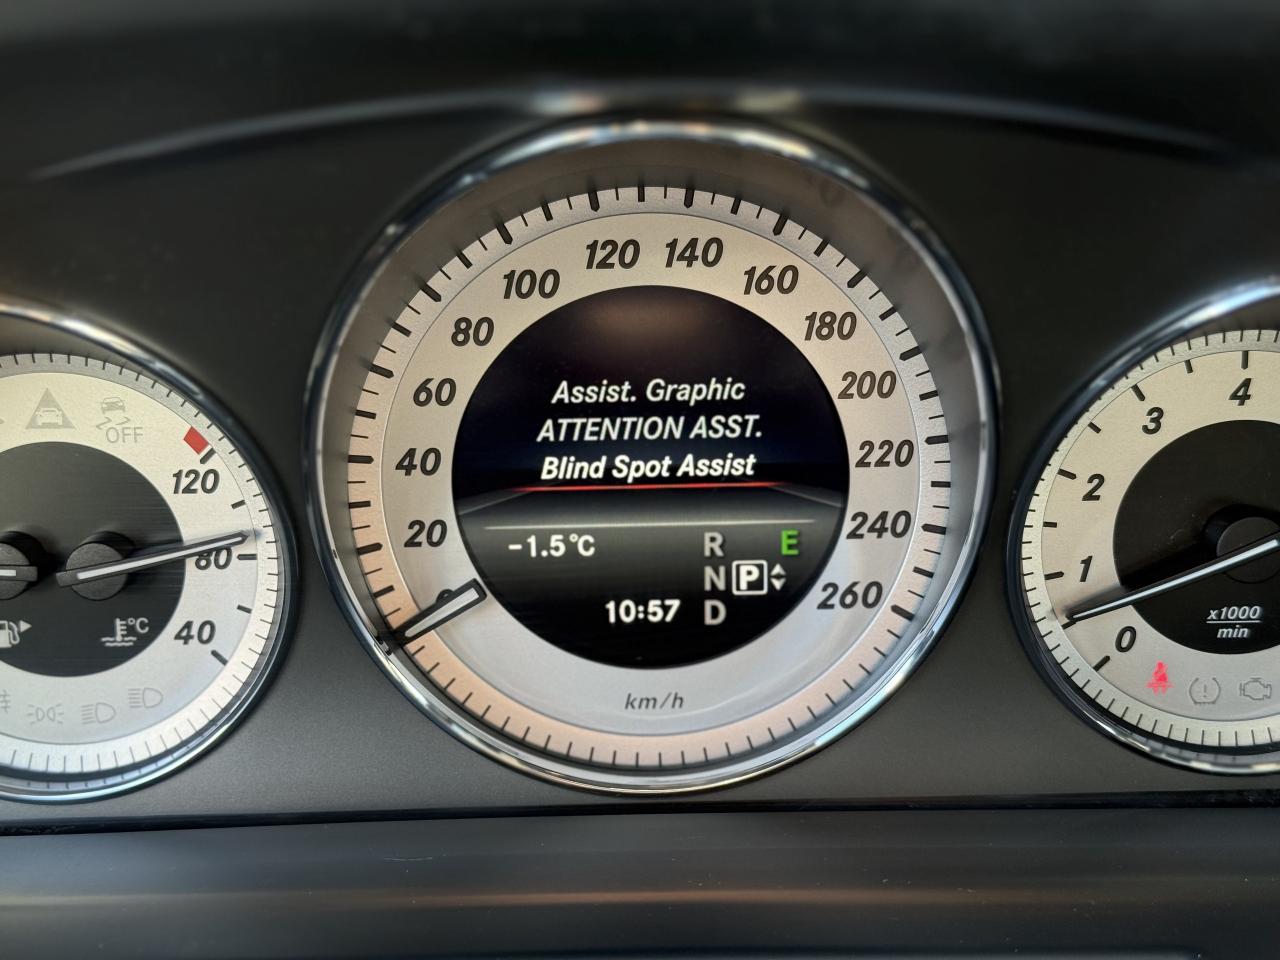 Assist. Graphic
ATTENTION ASST.
Blind Spot Assist
-1.5°C
R
E
N
P
D
10:57
20
40
60
80
100
120
140
160
180
200
220
240
260
km/h
OFF
120
80
40
°C
4
3
2
1
0
x1000
min